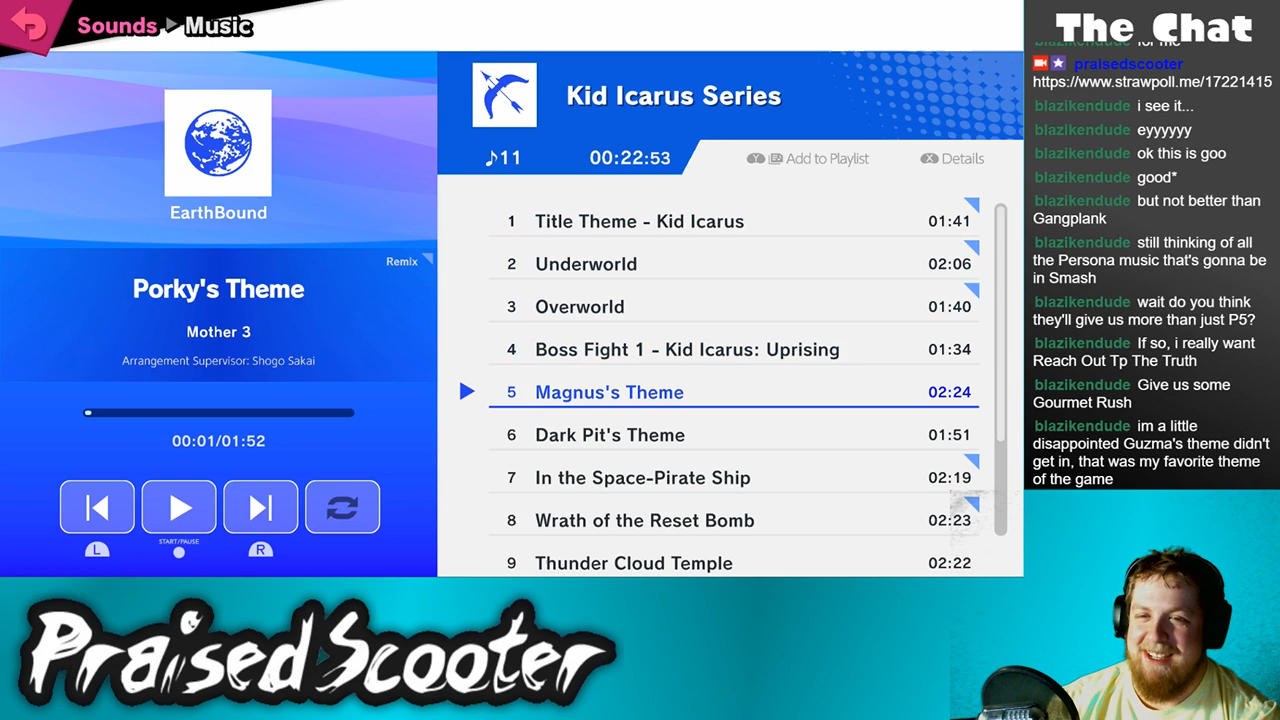 Sounds ▶ Music
EarthBound
Remix
Porky's Theme
Mother 3
Arrangement Supervisor: Shogo Sakai
00:01/01:52
L
START/PAUSE
R
Kid Icarus Series
♪11 00:22:53
Y Add to Playlist X Details
1 Title Theme - Kid Icarus 01:41
2 Underworld 02:06
3 Overworld 01:40
4 Boss Fight 1 - Kid Icarus: Uprising 01:34
5 Magnus's Theme 02:24
6 Dark Pit's Theme 01:51
7 In the Space-Pirate Ship 02:19
8 Wrath of the Reset Bomb 02:23
9 Thunder Cloud Temple 02:22
The Chat
blazikendude for me
praisedscooter
https://www.strawpoll.me/17221415
blazikendude i see it...
blazikendude eyyyyyy
blazikendude ok this is goo
blazikendude good*
blazikendude but not better than
Gangplank
blazikendude still thinking of all
the Persona music that's gonna be
in Smash
blazikendude wait do you think
they'll give us more than just P5?
blazikendude If so, i really want
Reach Out Tp The Truth
blazikendude Give us some
Gourmet Rush
blazikendude im a little
disappointed Guzma's theme didn't
get in, that was my favorite theme
of the game
PraisedScooter